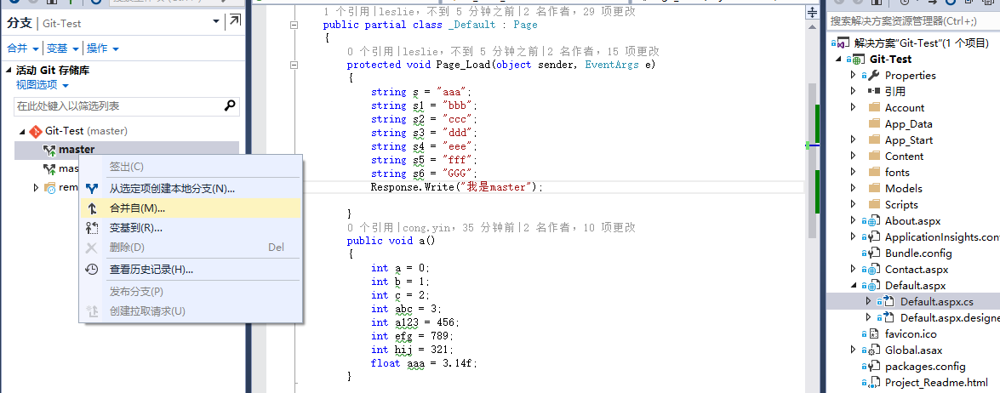 分支 | Git-Test
合并 变基 操作
活动 Git 存储库
视图选项
在此处键入以筛选列表
Git-Test (master)
master
签出(C)
从选定项创建本地分支(N)...
合并自(M)...
变基到(R)...
删除(D) Del
查看历史记录(H)...
发布分支(P)
创建拉取请求(U)
1 个引用|leslie，不到 5 分钟之前|2 名作者，29 项更改
public partial class _Default : Page
{
0 个引用|leslie，不到 5 分钟之前|2 名作者，15 项更改
protected void Page_Load(object sender, EventArgs e)
{
string s = "aaa";
string s1 = "bbb";
string s2 = "ccc";
string s3 = "ddd";
string s4 = "eee";
string s5 = "fff";
string s6 = "GGG";
Response.Write("我是master");
}
0 个引用|cong.yin，35 分钟前|2 名作者，10 项更改
public void a()
{
int a = 0;
int b = 1;
int c = 2;
int abc = 3;
int a123 = 456;
int efg = 789;
int hij = 321;
float aaa = 3.14f;
}
搜索解决方案资源管理器(Ctrl+;)
解决方案"Git-Test"(1 个项目)
Git-Test
Properties
引用
Account
App_Data
App_Start
Content
fonts
Models
Scripts
About.aspx
ApplicationInsights.con
Bundle.config
Contact.aspx
Default.aspx
Default.aspx.cs
Default.aspx.designe
favicon.ico
Global.asax
packages.config
Project_Readme.html